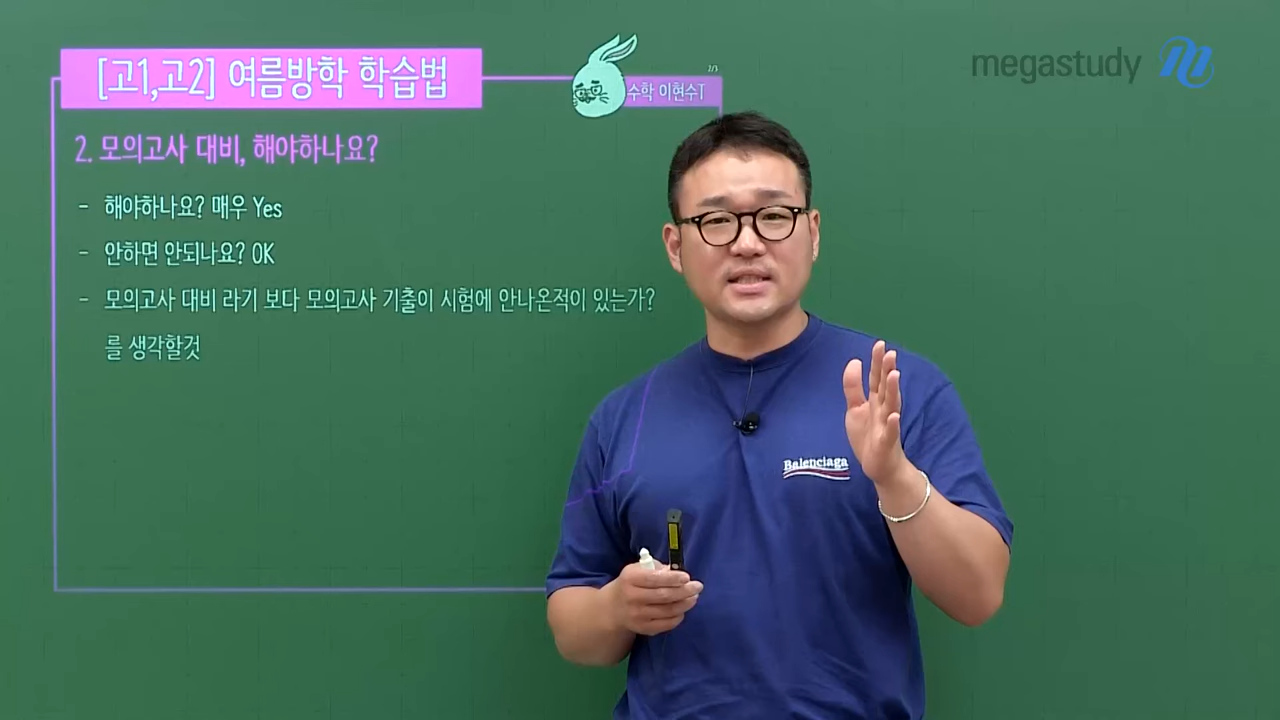 megastudy
[고1,고2] 여름방학 학습법
2/3
수학 이현수T
2. 모의고사 대비, 해야하나요?
- 해야하나요? 매우 Yes
- 안하면 안되나요? OK
- 모의고사 대비 라기 보다 모의고사 기출이 시험에 안나온적이 있는가?
를 생각할것
Balenciaga